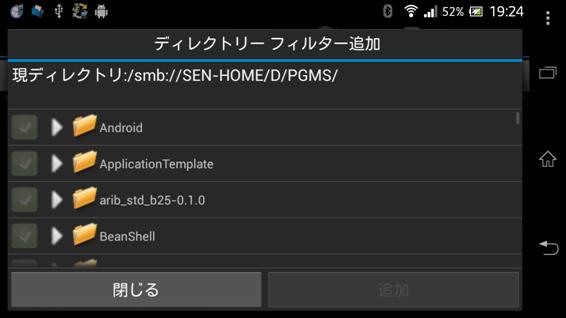 52% 19:24
ディレクトリー フィルター追加
現ディレクトリ:/smb://SEN-HOME/D/PGMS/
Android
ApplicationTemplate
arib_std_b25-0.1.0
BeanShell
閉じる 追加